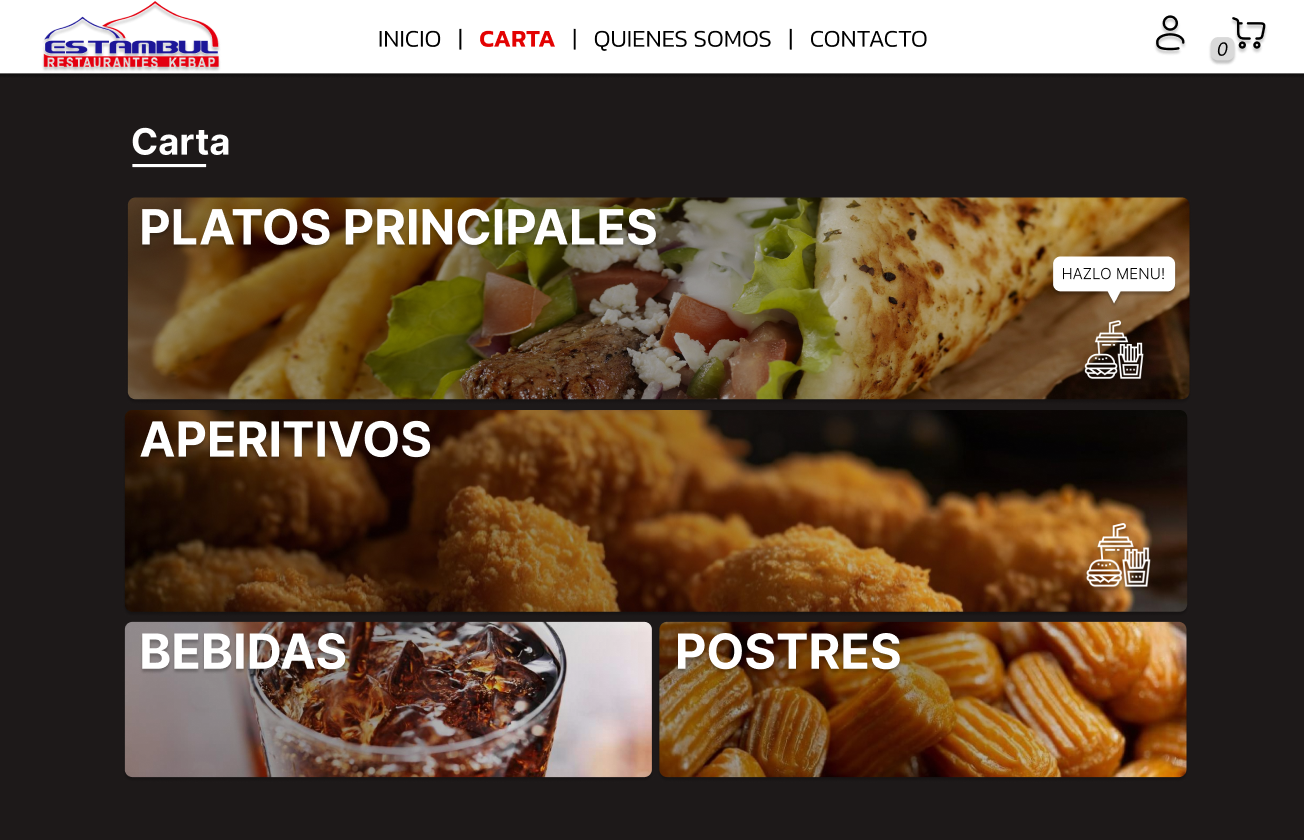 ESTAMBUL
RESTAURANTES KEBAP
INICIO | CARTA | QUIENES SOMOS | CONTACTO
0
Carta
PLATOS PRINCIPALES
HAZLO MENU!
APERITIVOS
BEBIDAS
POSTRES